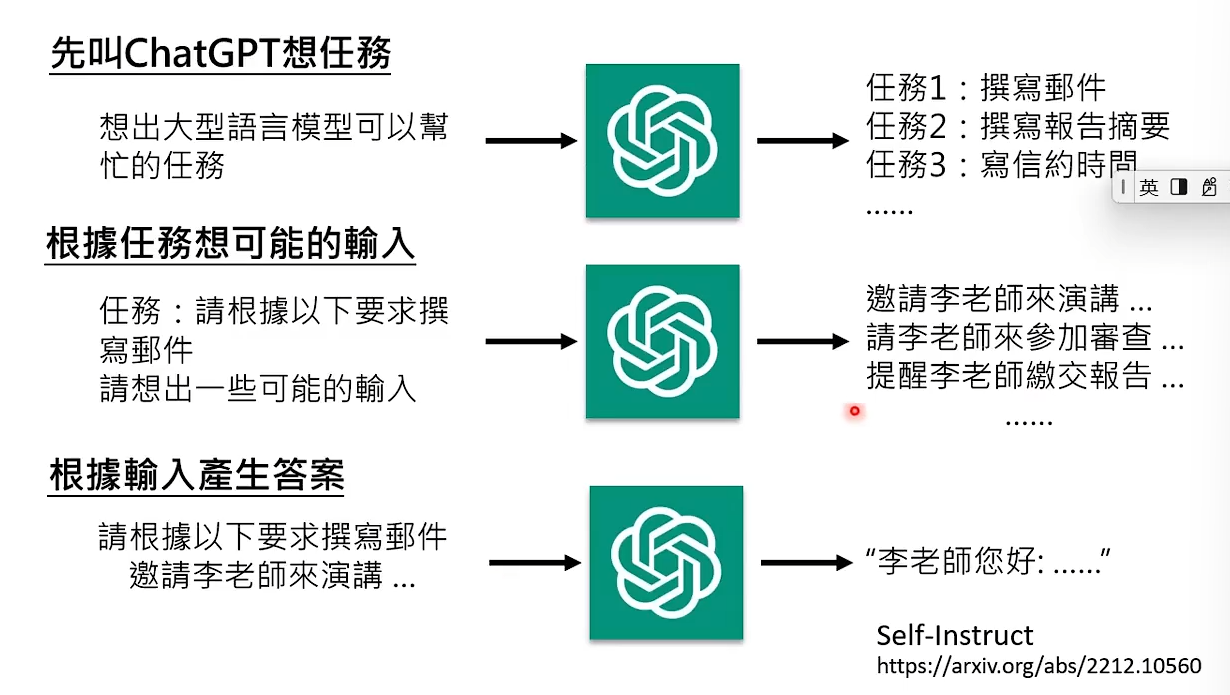 先叫ChatGPT想任務
想出大型語言模型可以幫
忙的任務
任務1：撰寫郵件
任務2：撰寫報告摘要
任務3：寫信約時間
……
英
根據任務想可能的輸入
任務：請根據以下要求撰
寫郵件
請想出一些可能的輸入
邀請李老師來演講 …
請李老師來參加審查 …
提醒李老師繳交報告 …
……
根據輸入產生答案
請根據以下要求撰寫郵件
邀請李老師來演講 …
“李老師您好: ……”
Self-Instruct
https://arxiv.org/abs/2212.10560